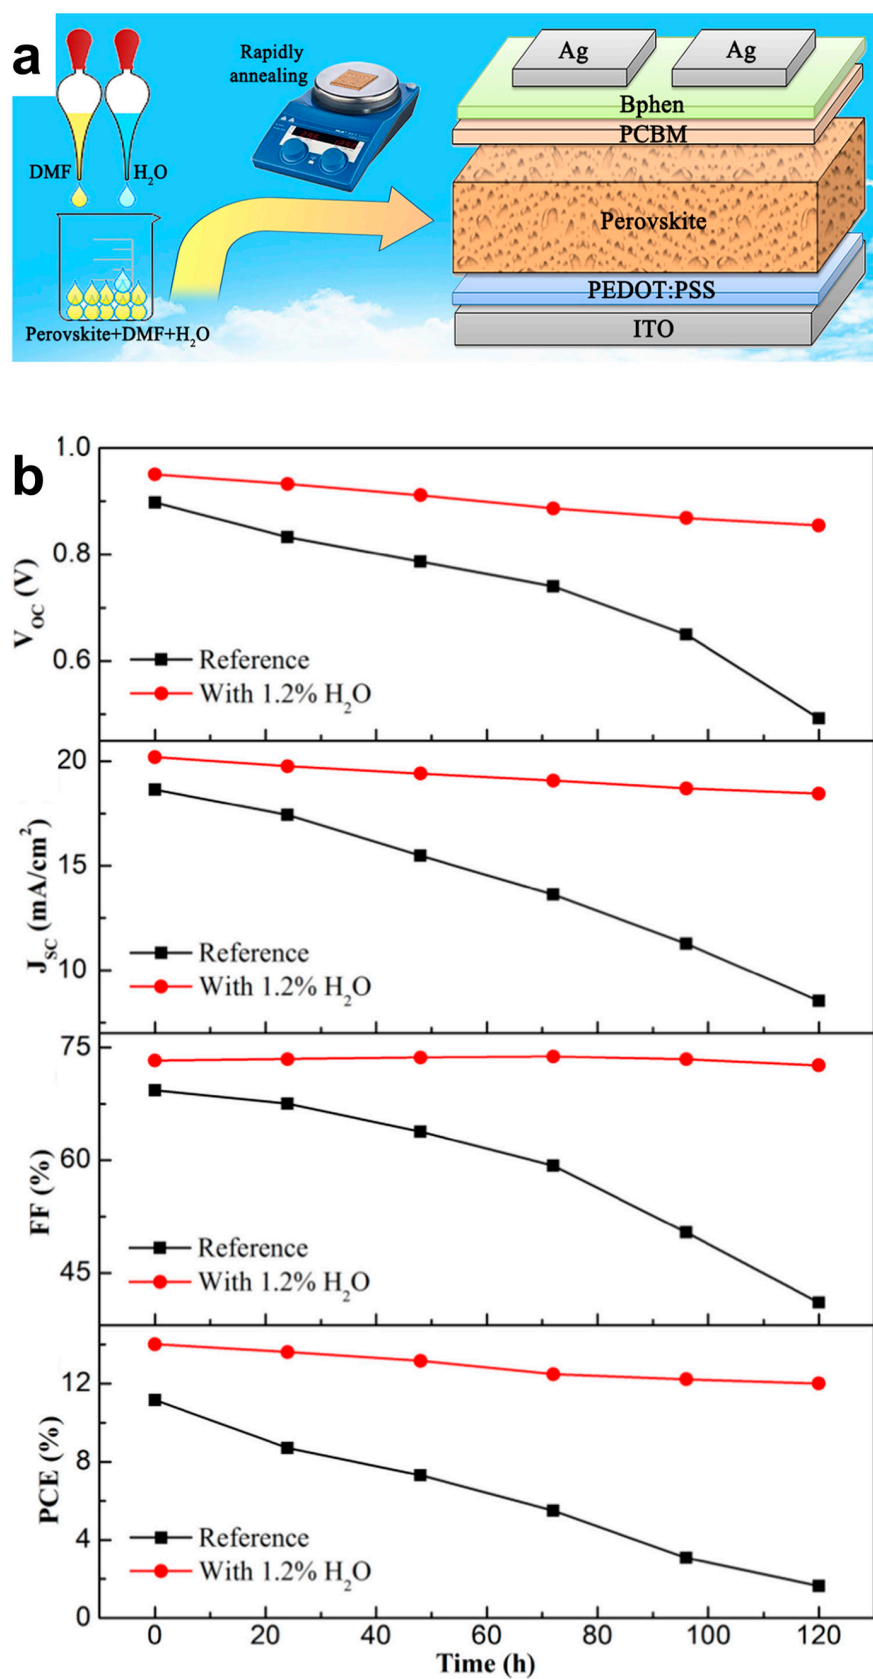 a
DMF
H₂O
Perovskite+DMF+H₂O
Rapidly
annealing
Ag
Ag
Bphen
PCBM
Perovskite
PEDOT:PSS
ITO
b
V_OC (V)
1.0
0.8
0.6
Reference
With 1.2% H₂O
J_SC (mA/cm²)
20
15
10
Reference
With 1.2% H₂O
FF (%)
75
60
45
Reference
With 1.2% H₂O
PCE (%)
12
8
4
0
Reference
With 1.2% H₂O
0 20 40 60 80 100 120
Time (h)